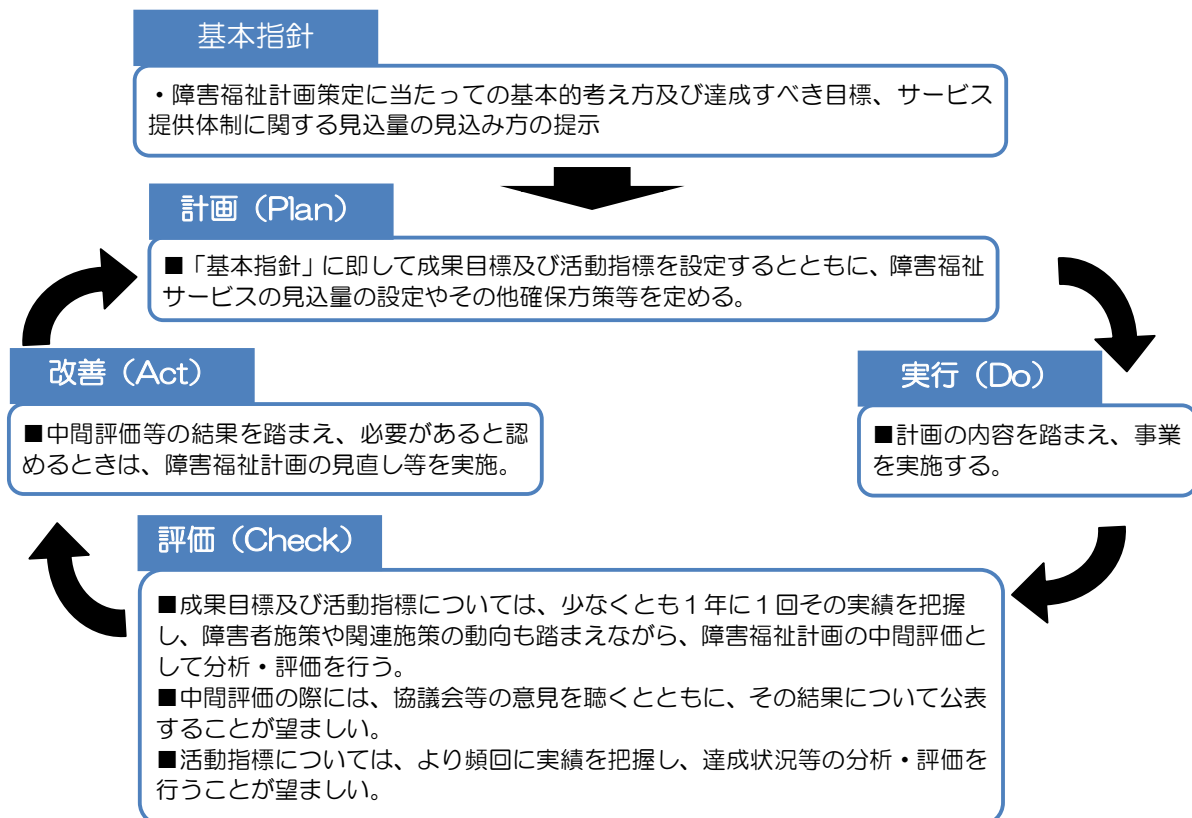 基本指針
・障害福祉計画策定に当たっての基本的考え方及び達成すべき目標、サービス
提供体制に関する見込量の見込み方の提示
計画（Plan）
■「基本指針」に即して成果目標及び活動指標を設定するとともに、障害福祉
サービスの見込量の設定やその他確保方策等を定める。
改善（Act）
■中間評価等の結果を踏まえ、必要があると認
めるときは、障害福祉計画の見直し等を実施。
実行（Do）
■計画の内容を踏まえ、事業
を実施する。
評価（Check）
■成果目標及び活動指標については、少なくとも１年に１回その実績を把握
し、障害者施策や関連施策の動向も踏まえながら、障害福祉計画の中間評価と
して分析・評価を行う。
■中間評価の際には、協議会等の意見を聴くとともに、その結果について公表
することが望ましい。
■活動指標については、より頻回に実績を把握し、達成状況等の分析・評価を
行うことが望ましい。